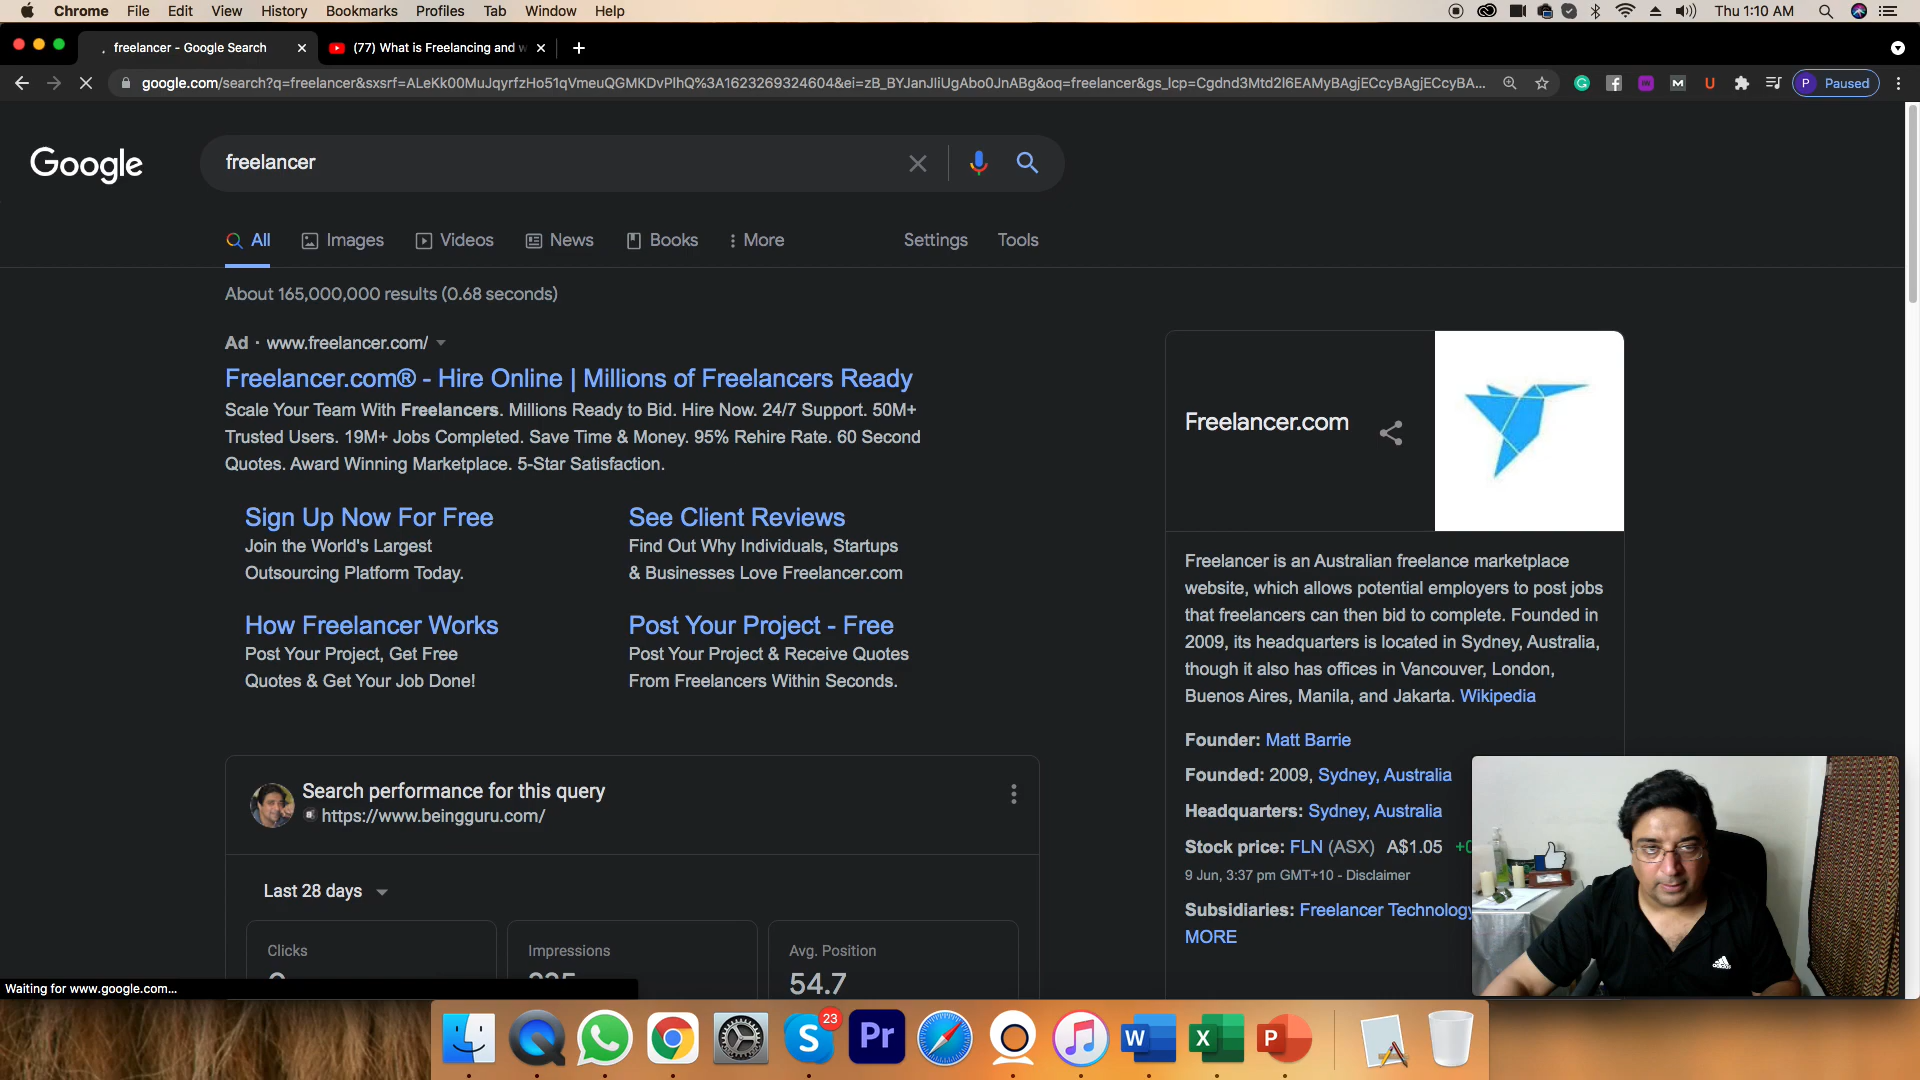 Chrome File Edit View History Bookmarks Profiles Tab Window Help
Thu 1:10 AM
freelancer - Google Search
(77) What is Freelancing and w
google.com/search?q=freelancer&sxsrf=ALeKk00MuJqyrfzHo51qVmeuQGMKDvPlhQ%3A1623269324604&ei=zB_BYJanJliUgAbo0JnABg&oq=freelancer&gs_lcp=Cgdnd3Mtd2l6EAMyBAgjECcyBAgjECcyBA...
Paused
Google
freelancer
All
Images
Videos
News
Books
More
Settings
Tools
About 165,000,000 results (0.68 seconds)
Ad · www.freelancer.com/
Freelancer.com® - Hire Online | Millions of Freelancers Ready
Scale Your Team With Freelancers. Millions Ready to Bid. Hire Now. 24/7 Support. 50M+
Trusted Users. 19M+ Jobs Completed. Save Time & Money. 95% Rehire Rate. 60 Second
Quotes. Award Winning Marketplace. 5-Star Satisfaction.
Sign Up Now For Free
Join the World's Largest
Outsourcing Platform Today.
See Client Reviews
Find Out Why Individuals, Startups
& Businesses Love Freelancer.com
How Freelancer Works
Post Your Project, Get Free
Quotes & Get Your Job Done!
Post Your Project - Free
Post Your Project & Receive Quotes
From Freelancers Within Seconds.
Search performance for this query
https://www.beingguru.com/
Last 28 days
Clicks
Impressions
Avg. Position
54.7
Freelancer.com
Freelancer is an Australian freelance marketplace
website, which allows potential employers to post jobs
that freelancers can then bid to complete. Founded in
2009, its headquarters is located in Sydney, Australia,
though it also has offices in Vancouver, London,
Buenos Aires, Manila, and Jakarta. Wikipedia
Founder: Matt Barrie
Founded: 2009, Sydney, Australia
Headquarters: Sydney, Australia
Stock price: FLN (ASX) A$1.05
9 Jun, 3:37 pm GMT+10 - Disclaimer
Subsidiaries: Freelancer Technology
MORE
adidas
Waiting for www.google.com...
23
S
Pr
W
X
P